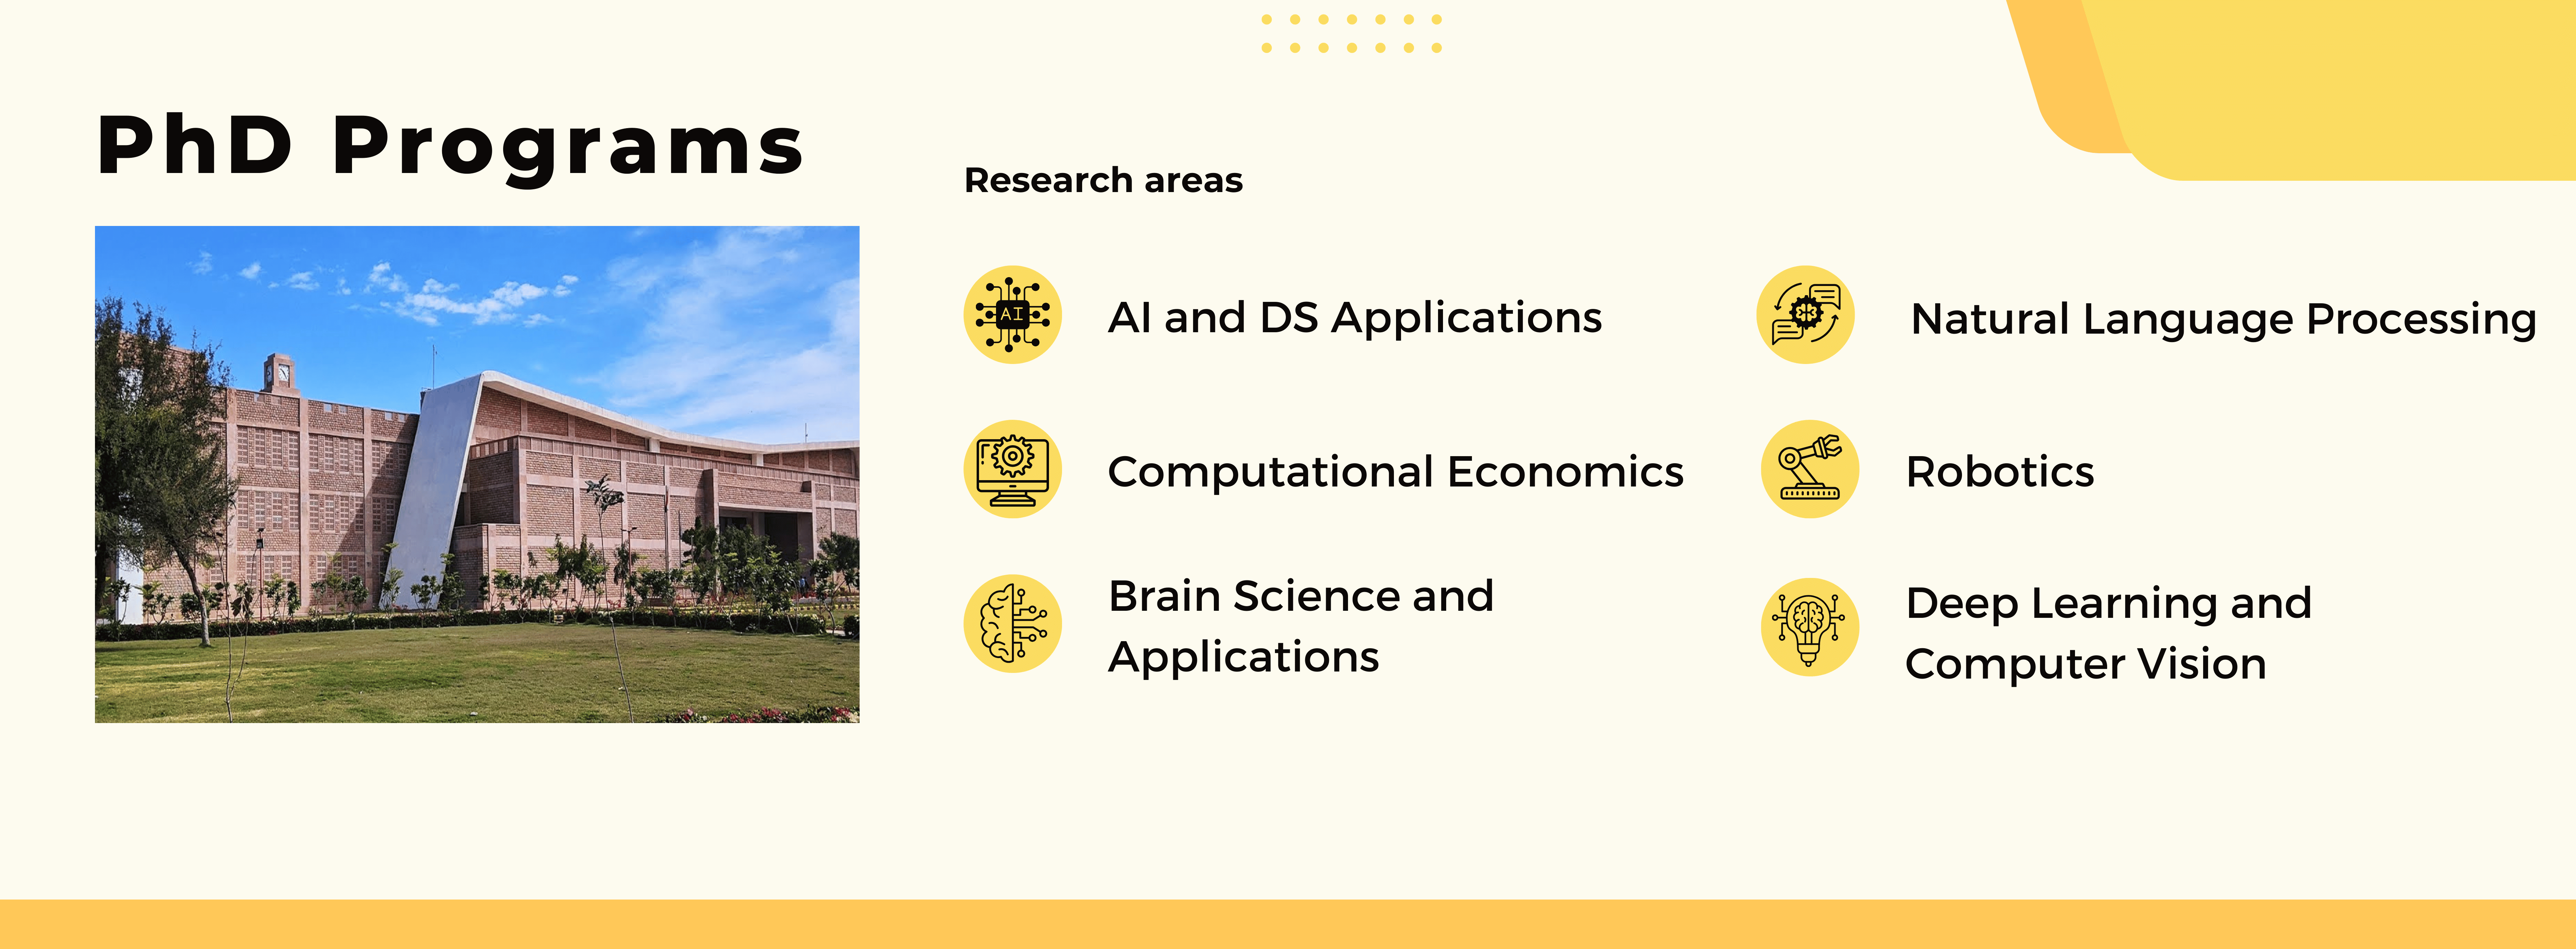 PhD Programs
Research areas
AI and DS Applications
Natural Language Processing
Computational Economics
Robotics
Brain Science and
Applications
Deep Learning and
Computer Vision
AI